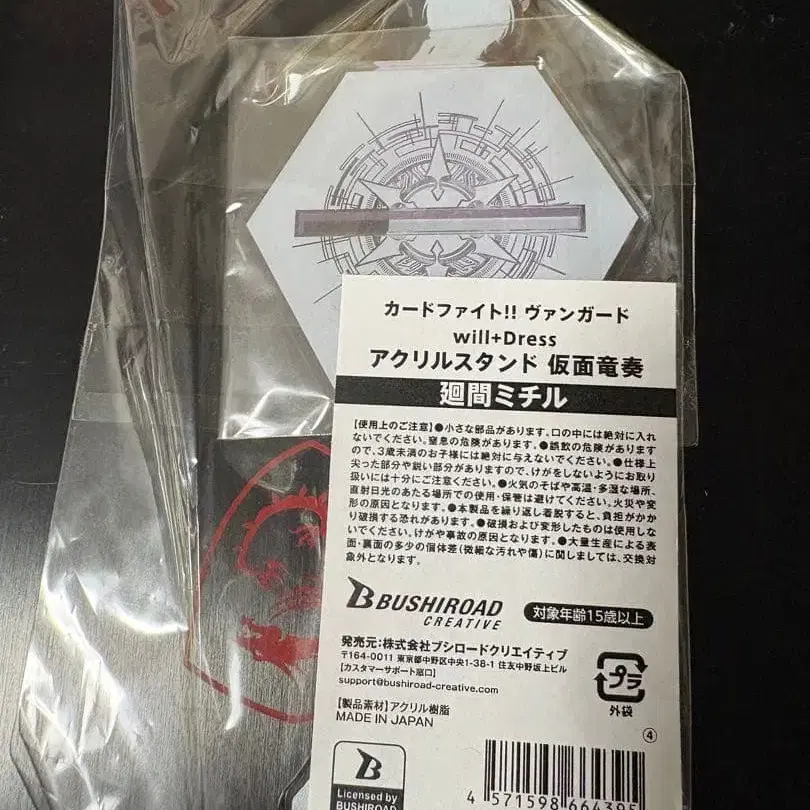 カードファイト!! ヴァンガード
will+Dress
アクリルスタンド 仮面竜奏
廻間ミチル
【使用上のご注意】●小さな部品があります。口の中には絶対に入れ
ないでください。窒息の危険があります。●誤飲の危険があります
ので、3歳未満のお子様には絶対に与えないでください。●仕様上
尖った部分や鋭い部分がありますので、けがをしないようにお取り
扱いには十分にご注意ください。●火気のそばや高温・多湿な場所、
直射日光のあたる場所での使用・保管は避けてください。火災や変
形の原因となります。●本製品を繰り返し着脱すると、負担がかか
り破損する恐れがあります。●破損および変形したものは使用しな
いでください。けがや事故の原因となります。●大量生産による表
面・裏面の多少の個体差(微細な汚れや傷)に関しましては、交換対
象外となります。
BUSHIROAD
CREATIVE
対象年齢15歳以上
発売元:株式会社ブシロードクリエイティブ
〒164-0011 東京都中野区中央1-38-1 住友中野坂上ビル
【カスタマーサポート窓口】
support@bushiroad-creative.com
プラ
外袋
【製品素材】アクリル樹脂
MADE IN JAPAN
④
B
Licensed by
BUSHIROAD
4 571598 664395